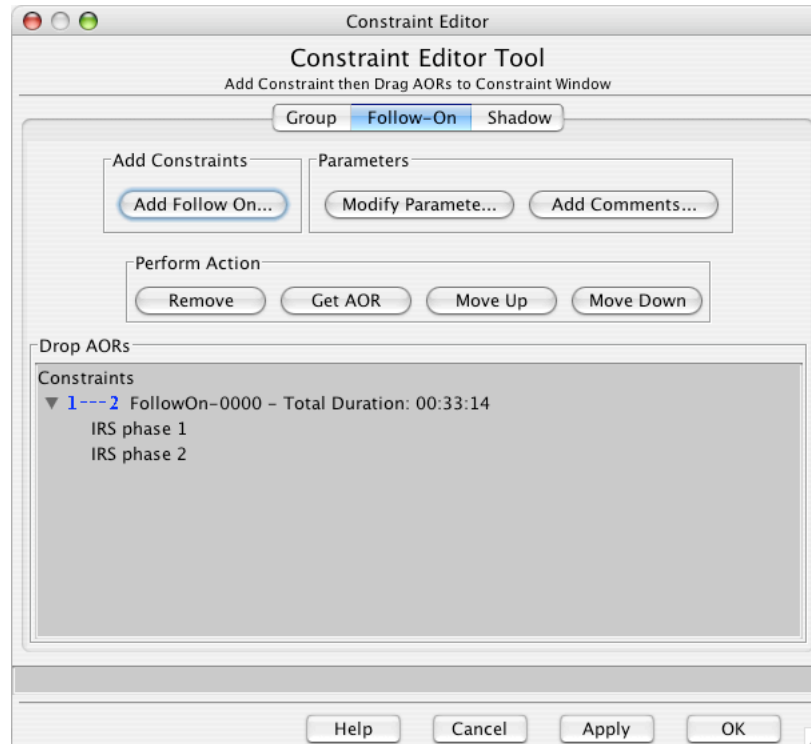 Constraint Editor
Constraint Editor Tool
Add Constraint then Drag AORs to Constraint Window
Group Follow-On Shadow
Add Constraints Parameters
Add Follow On... Modify Paramete... Add Comments...
Perform Action
Remove Get AOR Move Up Move Down
Drop AORs
Constraints
1---2 FollowOn-0000 - Total Duration: 00:33:14
IRS phase 1
IRS phase 2
Help Cancel Apply OK